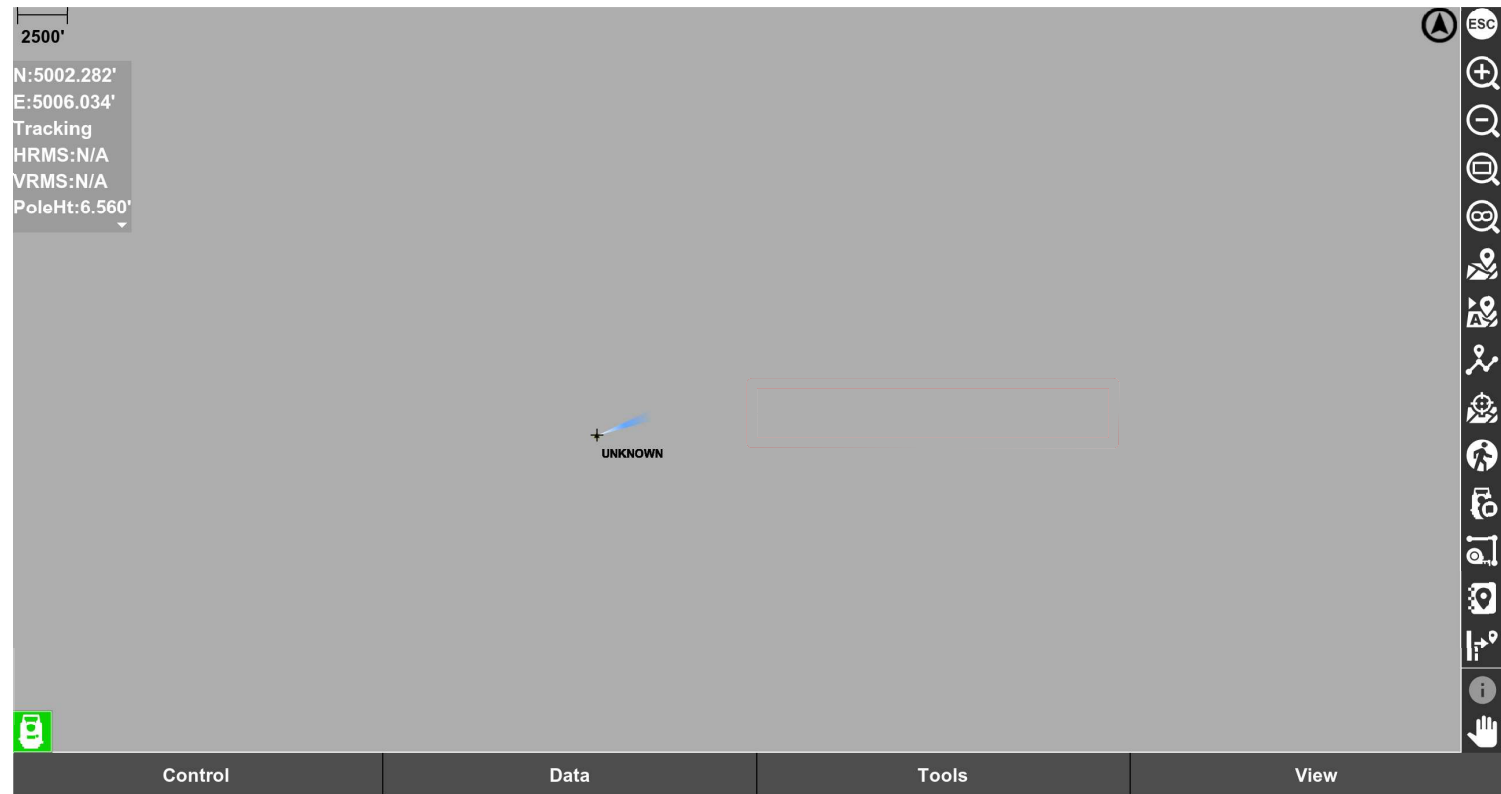 2500'
ESC
N:5002.282'
E:5006.034'
Tracking
HRMS:N/A
VRMS:N/A
PoleHt:6.560'
A
UNKNOWN
i
Control
Data
Tools
View